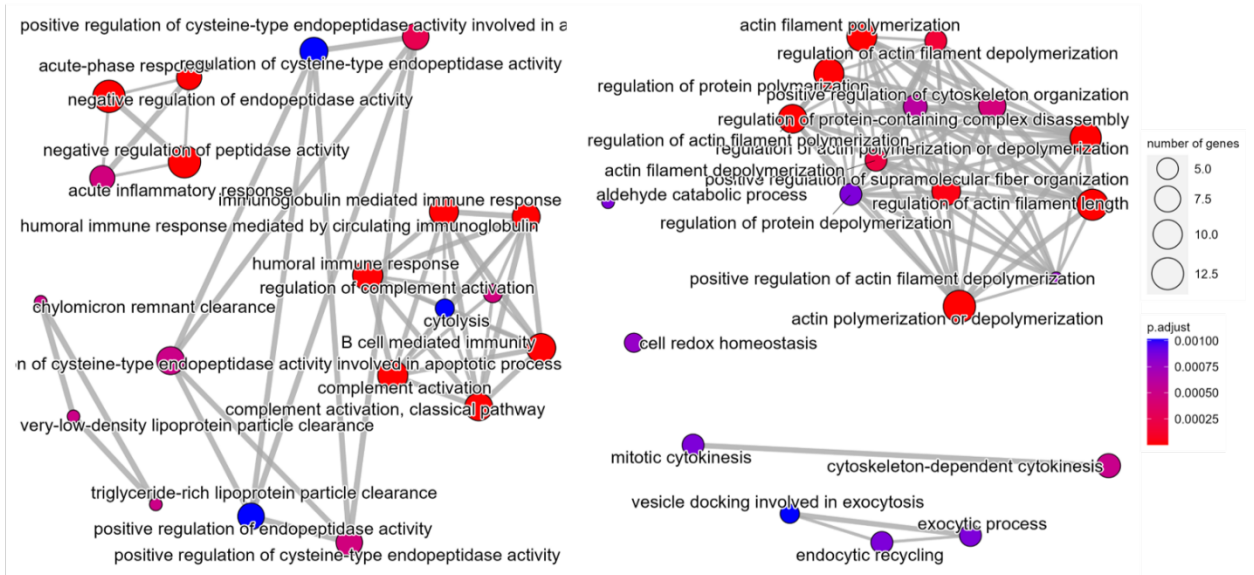 positive regulation of cysteine-type endopeptidase activity involved in a
acute-phase response
regulation of cysteine-type endopeptidase activity
negative regulation of endopeptidase activity
negative regulation of peptidase activity
acute inflammatory response
immunoglobulin mediated immune response
humoral immune response mediated by circulating immunoglobulin
humoral immune response
regulation of complement activation
chylomicron remnant clearance
cytolysis
B cell mediated immunity
n of cysteine-type endopeptidase activity involved in apoptotic process
complement activation
complement activation, classical pathway
very-low-density lipoprotein particle clearance
triglyceride-rich lipoprotein particle clearance
positive regulation of endopeptidase activity
positive regulation of cysteine-type endopeptidase activity
actin filament polymerization
regulation of actin filament depolymerization
regulation of protein polymerization
positive regulation of cytoskeleton organization
regulation of protein-containing complex disassembly
regulation of actin filament polymerization
regulation of actin polymerization or depolymerization
actin filament depolymerization
positive regulation of supramolecular fiber organization
aldehyde catabolic process
regulation of actin filament length
regulation of protein depolymerization
positive regulation of actin filament depolymerization
actin polymerization or depolymerization
cell redox homeostasis
mitotic cytokinesis
cytoskeleton-dependent cytokinesis
vesicle docking involved in exocytosis
exocytic process
endocytic recycling
number of genes
5.0
7.5
10.0
12.5
p.adjust
0.00100
0.00075
0.00050
0.00025